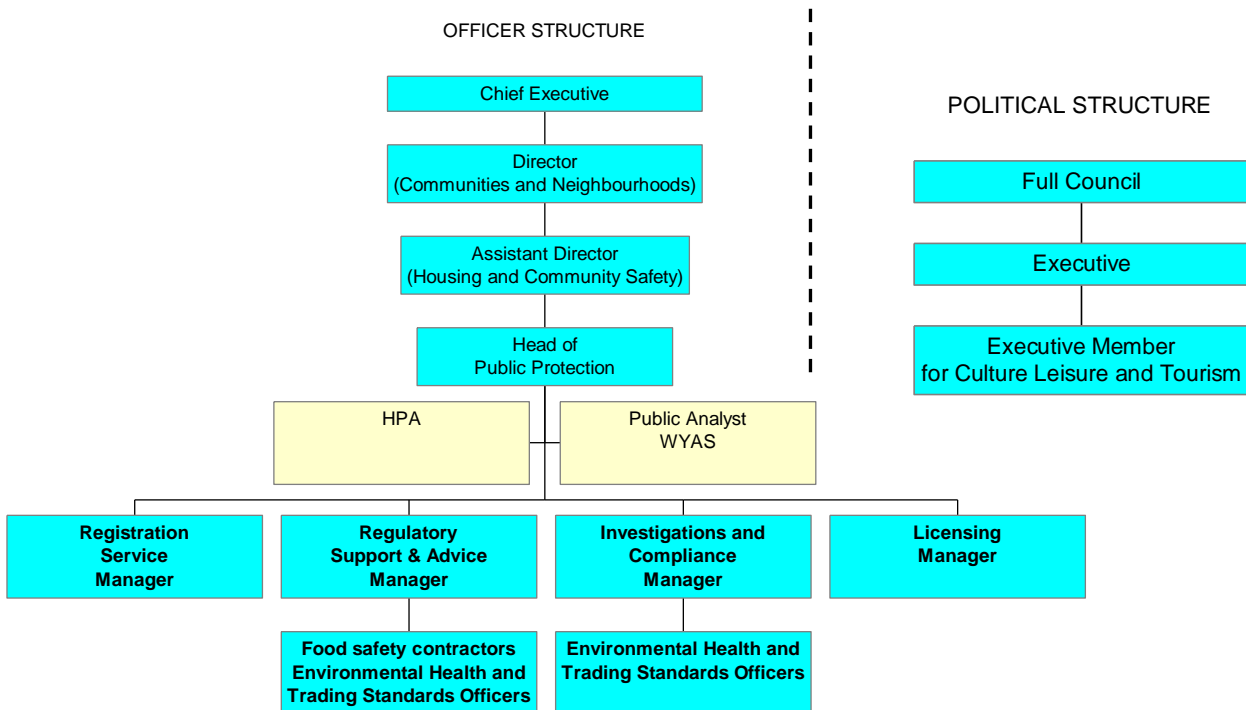 OFFICER STRUCTURE
Chief Executive
Director
(Communities and Neighbourhoods)
Assistant Director
(Housing and Community Safety)
Head of
Public Protection
HPA
Public Analyst
WYAS
Registration
Service
Manager
Regulatory
Support & Advice
Manager
Investigations and
Compliance
Manager
Licensing
Manager
Food safety contractors
Environmental Health and
Trading Standards Officers
Environmental Health and
Trading Standards Officers
POLITICAL STRUCTURE
Full Council
Executive
Executive Member
for Culture Leisure and Tourism